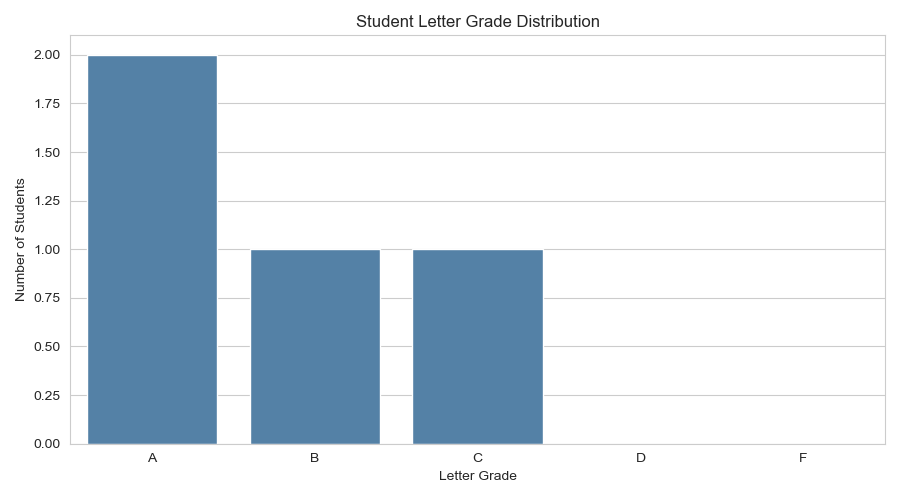 Student Letter Grade Distribution
2.00
1.75
1.50
1.25
1.00
0.75
0.50
0.25
0.00
Number of Students
A B C D F
Letter Grade